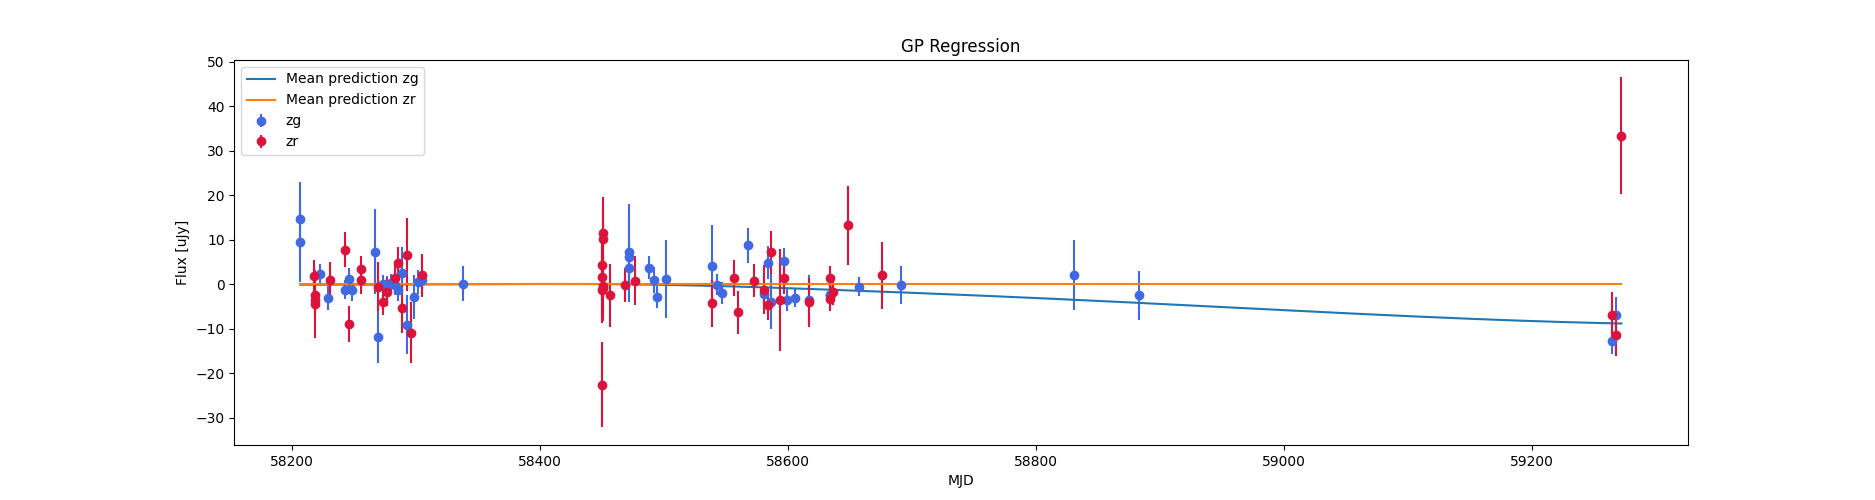 GP Regression
Flux [uJy]
50
40
30
20
10
0
−10
−20
−30
Mean prediction zg
Mean prediction zr
zg
zr
58200
58400
58600
58800
59000
59200
MJD